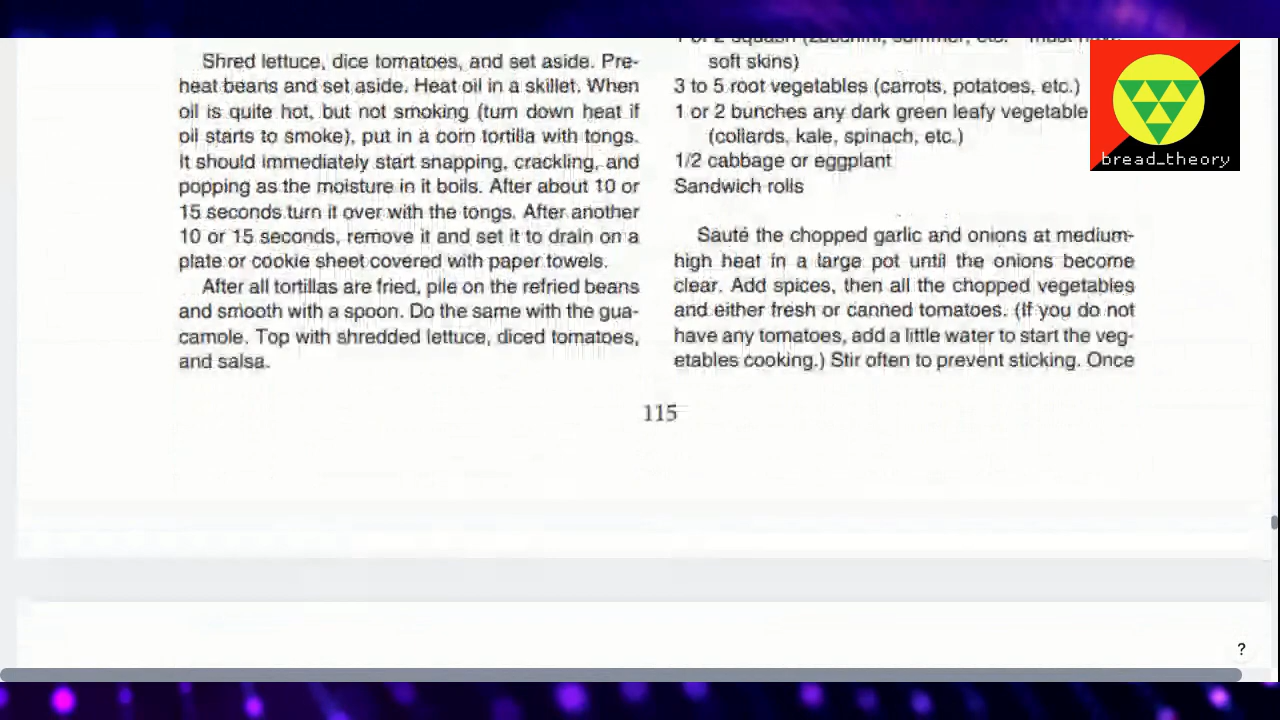 Shred lettuce, dice tomatoes, and set aside. Pre-
heat beans and set aside. Heat oil in a skillet. When
oil is quite hot, but not smoking (turn down heat if
oil starts to smoke), put in a corn tortilla with tongs.
It should immediately start snapping, crackling, and
popping as the moisture in it boils. After about 10 or
15 seconds turn it over with the tongs. After another
10 or 15 seconds, remove it and set it to drain on a
plate or cookie sheet covered with paper towels.
After all tortillas are fried, pile on the refried beans
and smooth with a spoon. Do the same with the gua-
camole. Top with shredded lettuce, diced tomatoes,
and salsa.
1 or 2 squash (zucchini, summer, etc. must have
soft skins)
3 to 5 root vegetables (carrots, potatoes, etc.)
1 or 2 bunches any dark green leafy vegetable
(collards, kale, spinach, etc.)
1/2 cabbage or eggplant
Sandwich rolls
Sauté the chopped garlic and onions at medium-
high heat in a large pot until the onions become
clear. Add spices, then all the chopped vegetables
and either fresh or canned tomatoes. (If you do not
have any tomatoes, add a little water to start the veg-
etables cooking.) Stir often to prevent sticking. Once
115
bread_theory
?